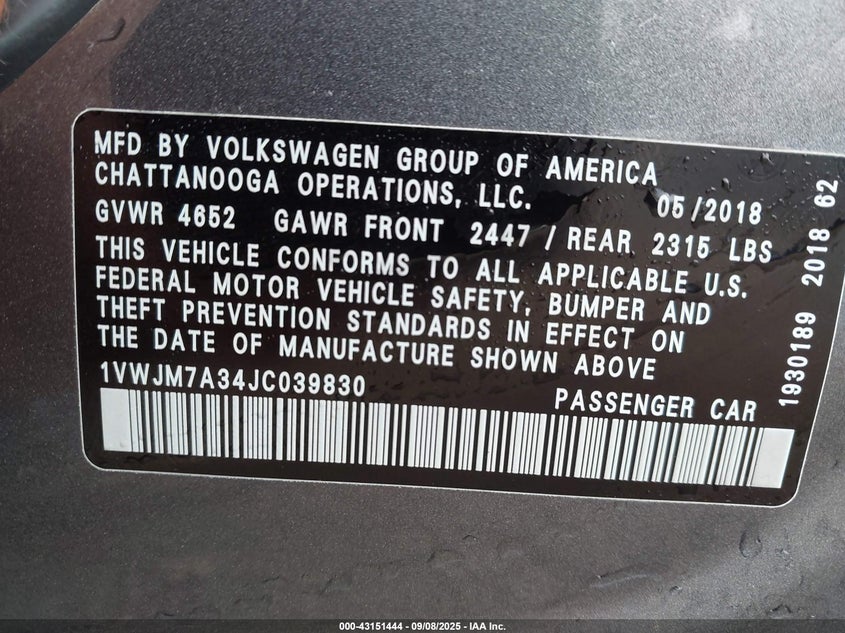 MFD BY VOLKSWAGEN GROUP OF AMERICA
CHATTANOOGA OPERATIONS, LLC. 05/2018
GVWR 4652 GAWR FRONT 2447 / REAR 2315 LBS
THIS VEHICLE CONFORMS TO ALL APPLICABLE U.S.
FEDERAL MOTOR VEHICLE SAFETY, BUMPER AND
THEFT PREVENTION STANDARDS IN EFFECT ON
THE DATE OF MANUFACTURE SHOWN ABOVE
1VWJM7A34JC039830 PASSENGER CAR
1930189 2018 62
000-43151444 - 09/08/2025 - IAA Inc.